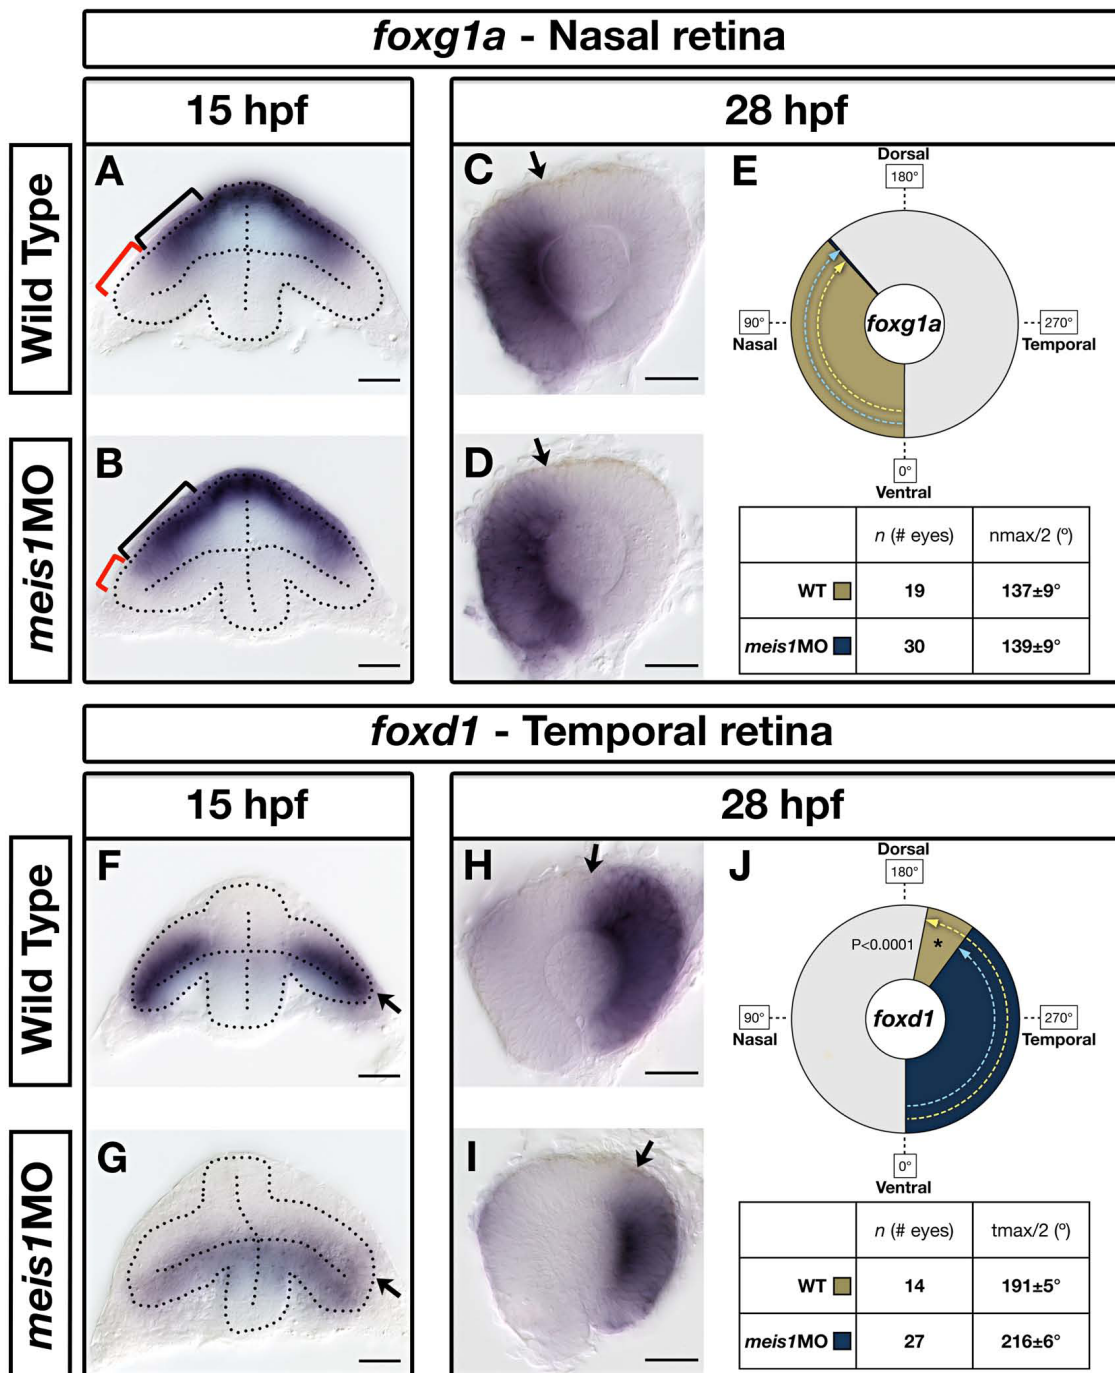 foxg1a - Nasal retina
15 hpf
28 hpf
Wild Type
A
C
E
Dorsal
180°
90°
Nasal
foxg1a
270°
Temporal
0°
Ventral
meis1MO
B
D
n (# eyes) nmax/2 (º)
WT 19 137±9°
meis1MO 30 139±9°
foxd1 - Temporal retina
15 hpf
28 hpf
Wild Type
F
H
J
Dorsal
180°
P<0.0001 *
90°
Nasal
foxd1
270°
Temporal
0°
Ventral
meis1MO
G
I
n (# eyes) tmax/2 (º)
WT 14 191±5°
meis1MO 27 216±6°